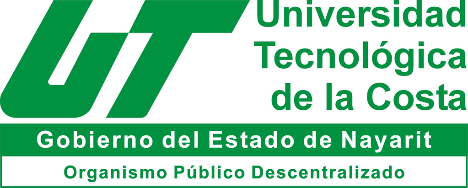 UT
Universidad
Tecnológica
de la Costa
Gobierno del Estado de Nayarit
Organismo Público Descentralizado